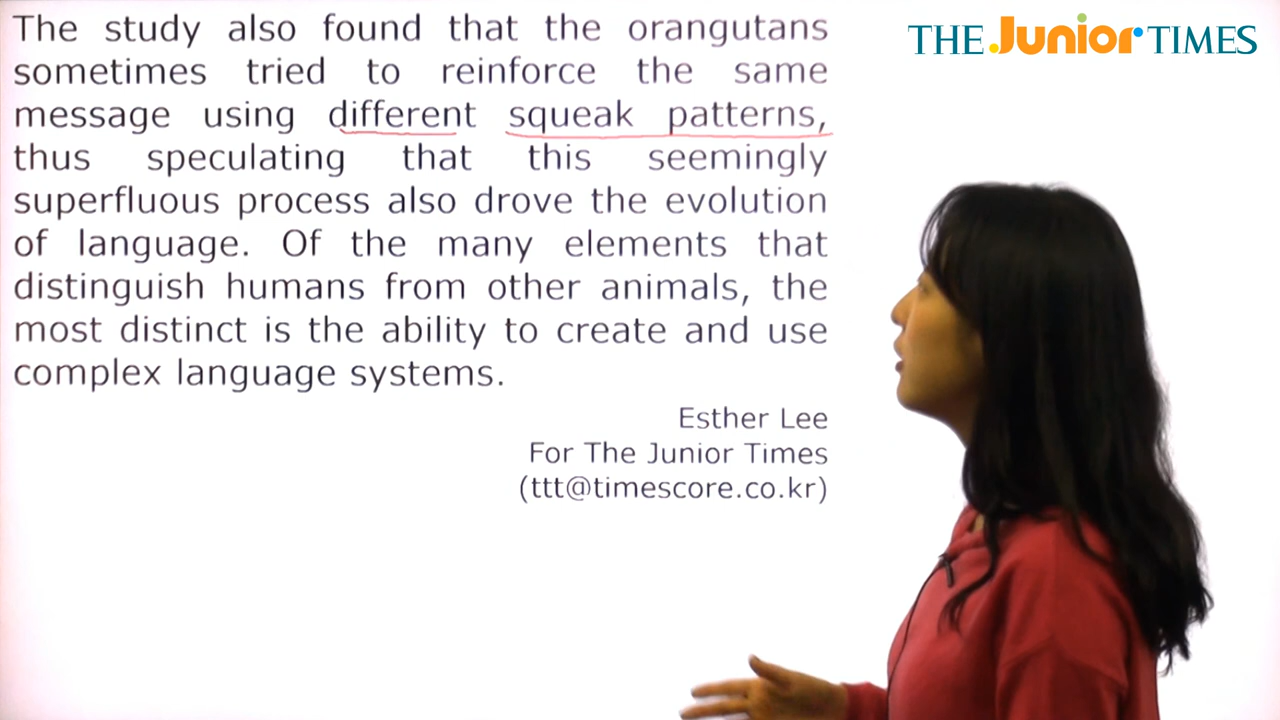 The study also found that the orangutans
sometimes tried to reinforce the same
message using different squeak patterns,
thus speculating that this seemingly
superfluous process also drove the evolution
of language. Of the many elements that
distinguish humans from other animals, the
most distinct is the ability to create and use
complex language systems.
Esther Lee
For The Junior Times
(ttt@timescore.co.kr)
THE Junior TIMES